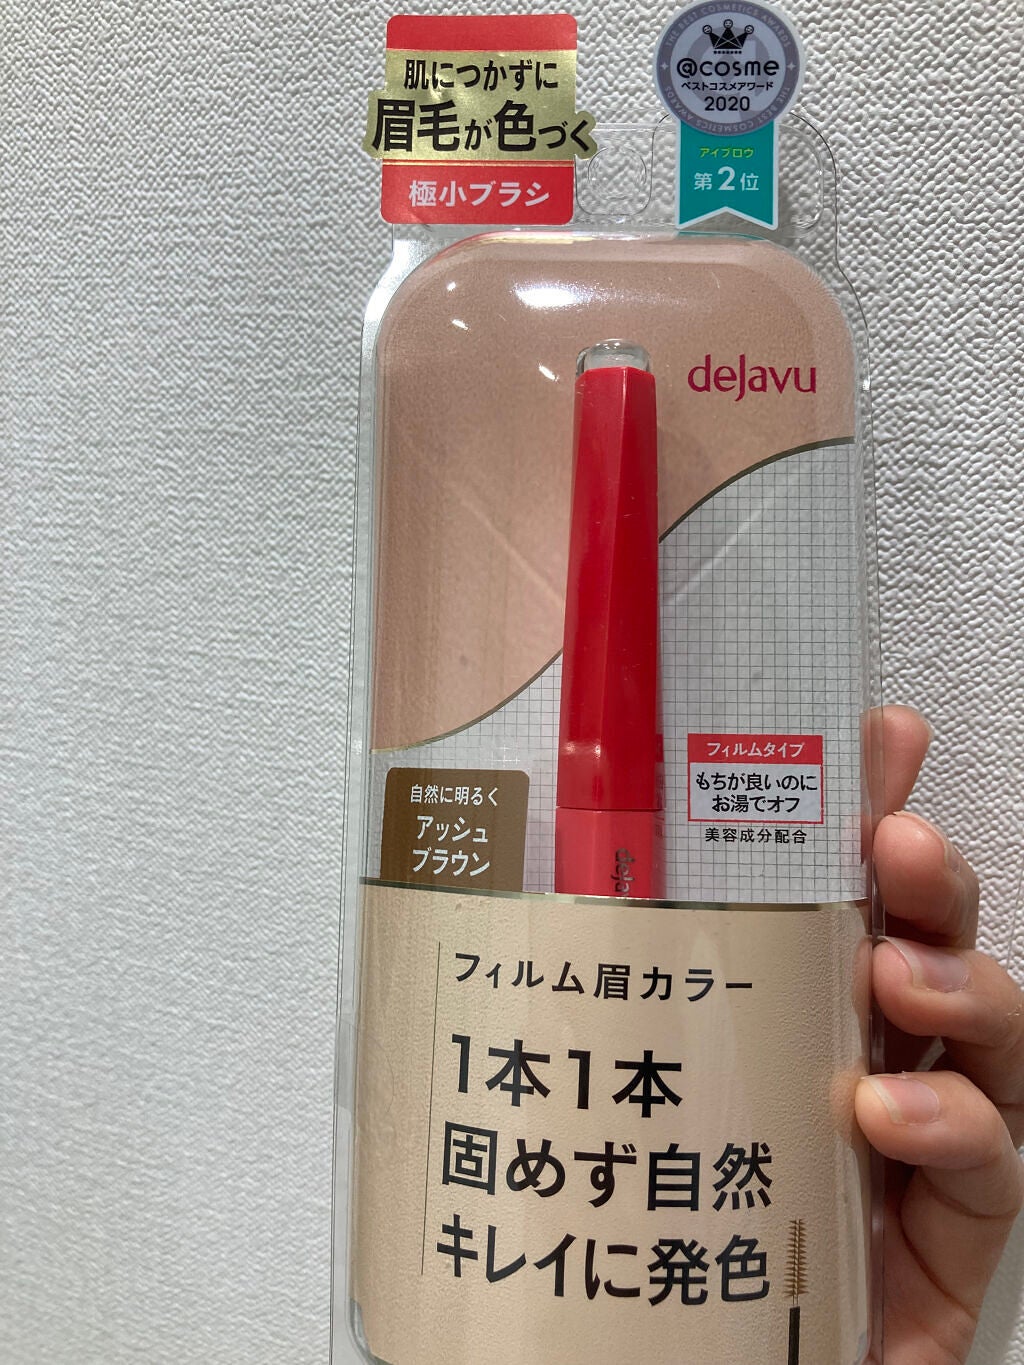 肌につかずに
眉毛が色づく
極小ブラシ
@cosme
ベストコスメアワード
2020
アイブロウ
第2位
dejavu
フィルムタイプ
もちが良いのに
お湯でオフ
美容成分配合
自然に明るく
アッシュ
ブラウン
フィルム眉カラー
1本1本
固めず自然
キレイに発色